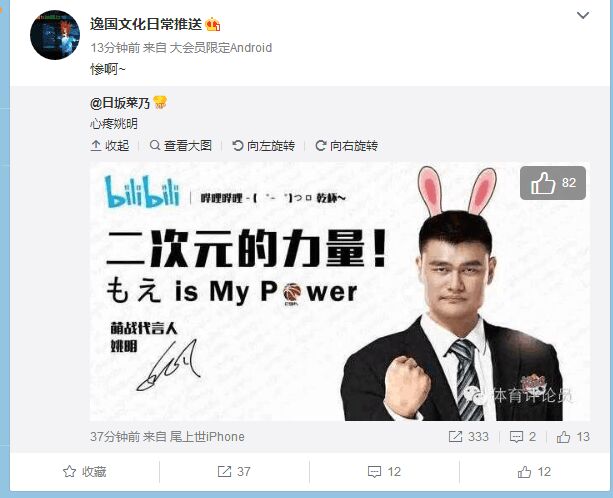 逸国文化日常推送
13分钟前 来自 大会员限定Android
惨啊~
@日坂菜乃
心疼姚明
收起 查看大图 向左旋转 向右旋转
82
bilibili 哔哩哔哩 - ( ゜- ゜)つロ 乾杯~
二次元的力量!
もえ is My Power
CBA
萌战代言人
姚明
体育评论员
37分钟前 来自 尾上世iPhone
333 2 13
收藏 37 12 12